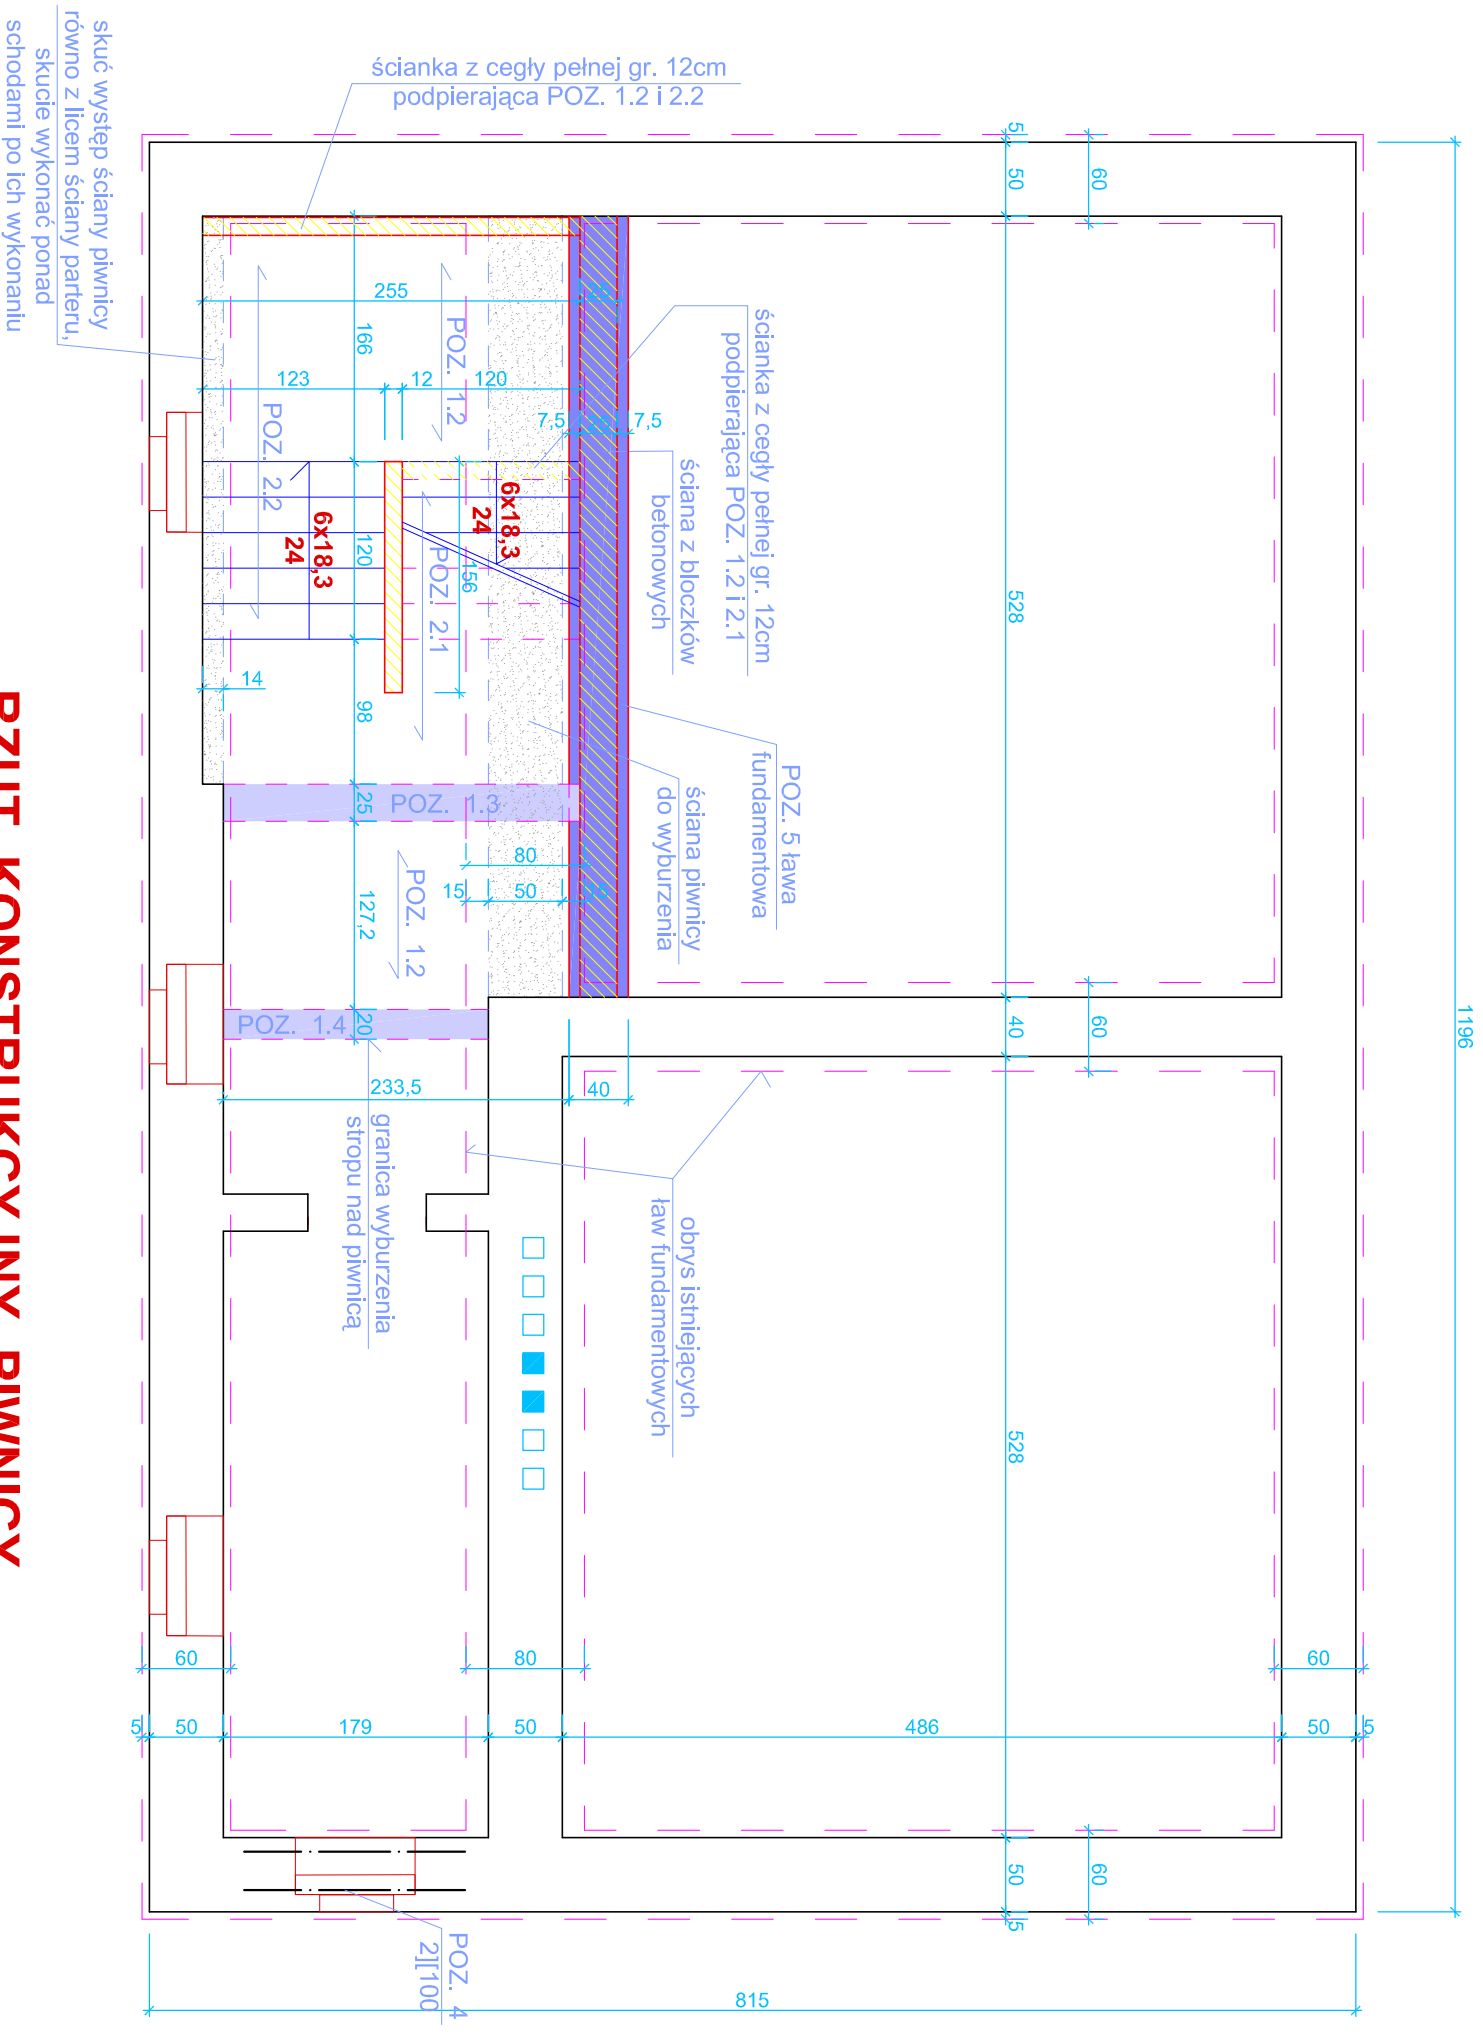 ścianka z cegły pełnej gr. 12cm
podpierająca POZ. 1.2 i 2.2
skuć występ ściany piwnicy
równo z licem ściany parteru,
skucie wykonać ponad
schodami po ich wykonaniu
5
50
60
1196
255
25
166
POZ. 1.2
123
12
120
7,5
25
7,5
POZ. 2.2
ścianka z cegły pełnej gr. 12cm
podpierająca POZ. 1.2 i 2.1
ściana z bloczków
betonowych
6x18,3
24
6x18,3
24
120
156
POZ. 2.1
528
14
98
POZ. 5 ława
fundamentowa
ściana piwnicy
do wyburzenia
25
POZ. 1.3
80
15
50
15
127,2
POZ. 1.2
POZ. 1.4
20
40
60
233,5
40
granica wyburzenia
stropu nad piwnicą
obrys istniejących
ław fundamentowych
528
60
80
60
5
50
179
50
486
50
5
50
60
5
POZ. 4
2][100
815
RZUT KONSTRUKCYJNY PIWNICY